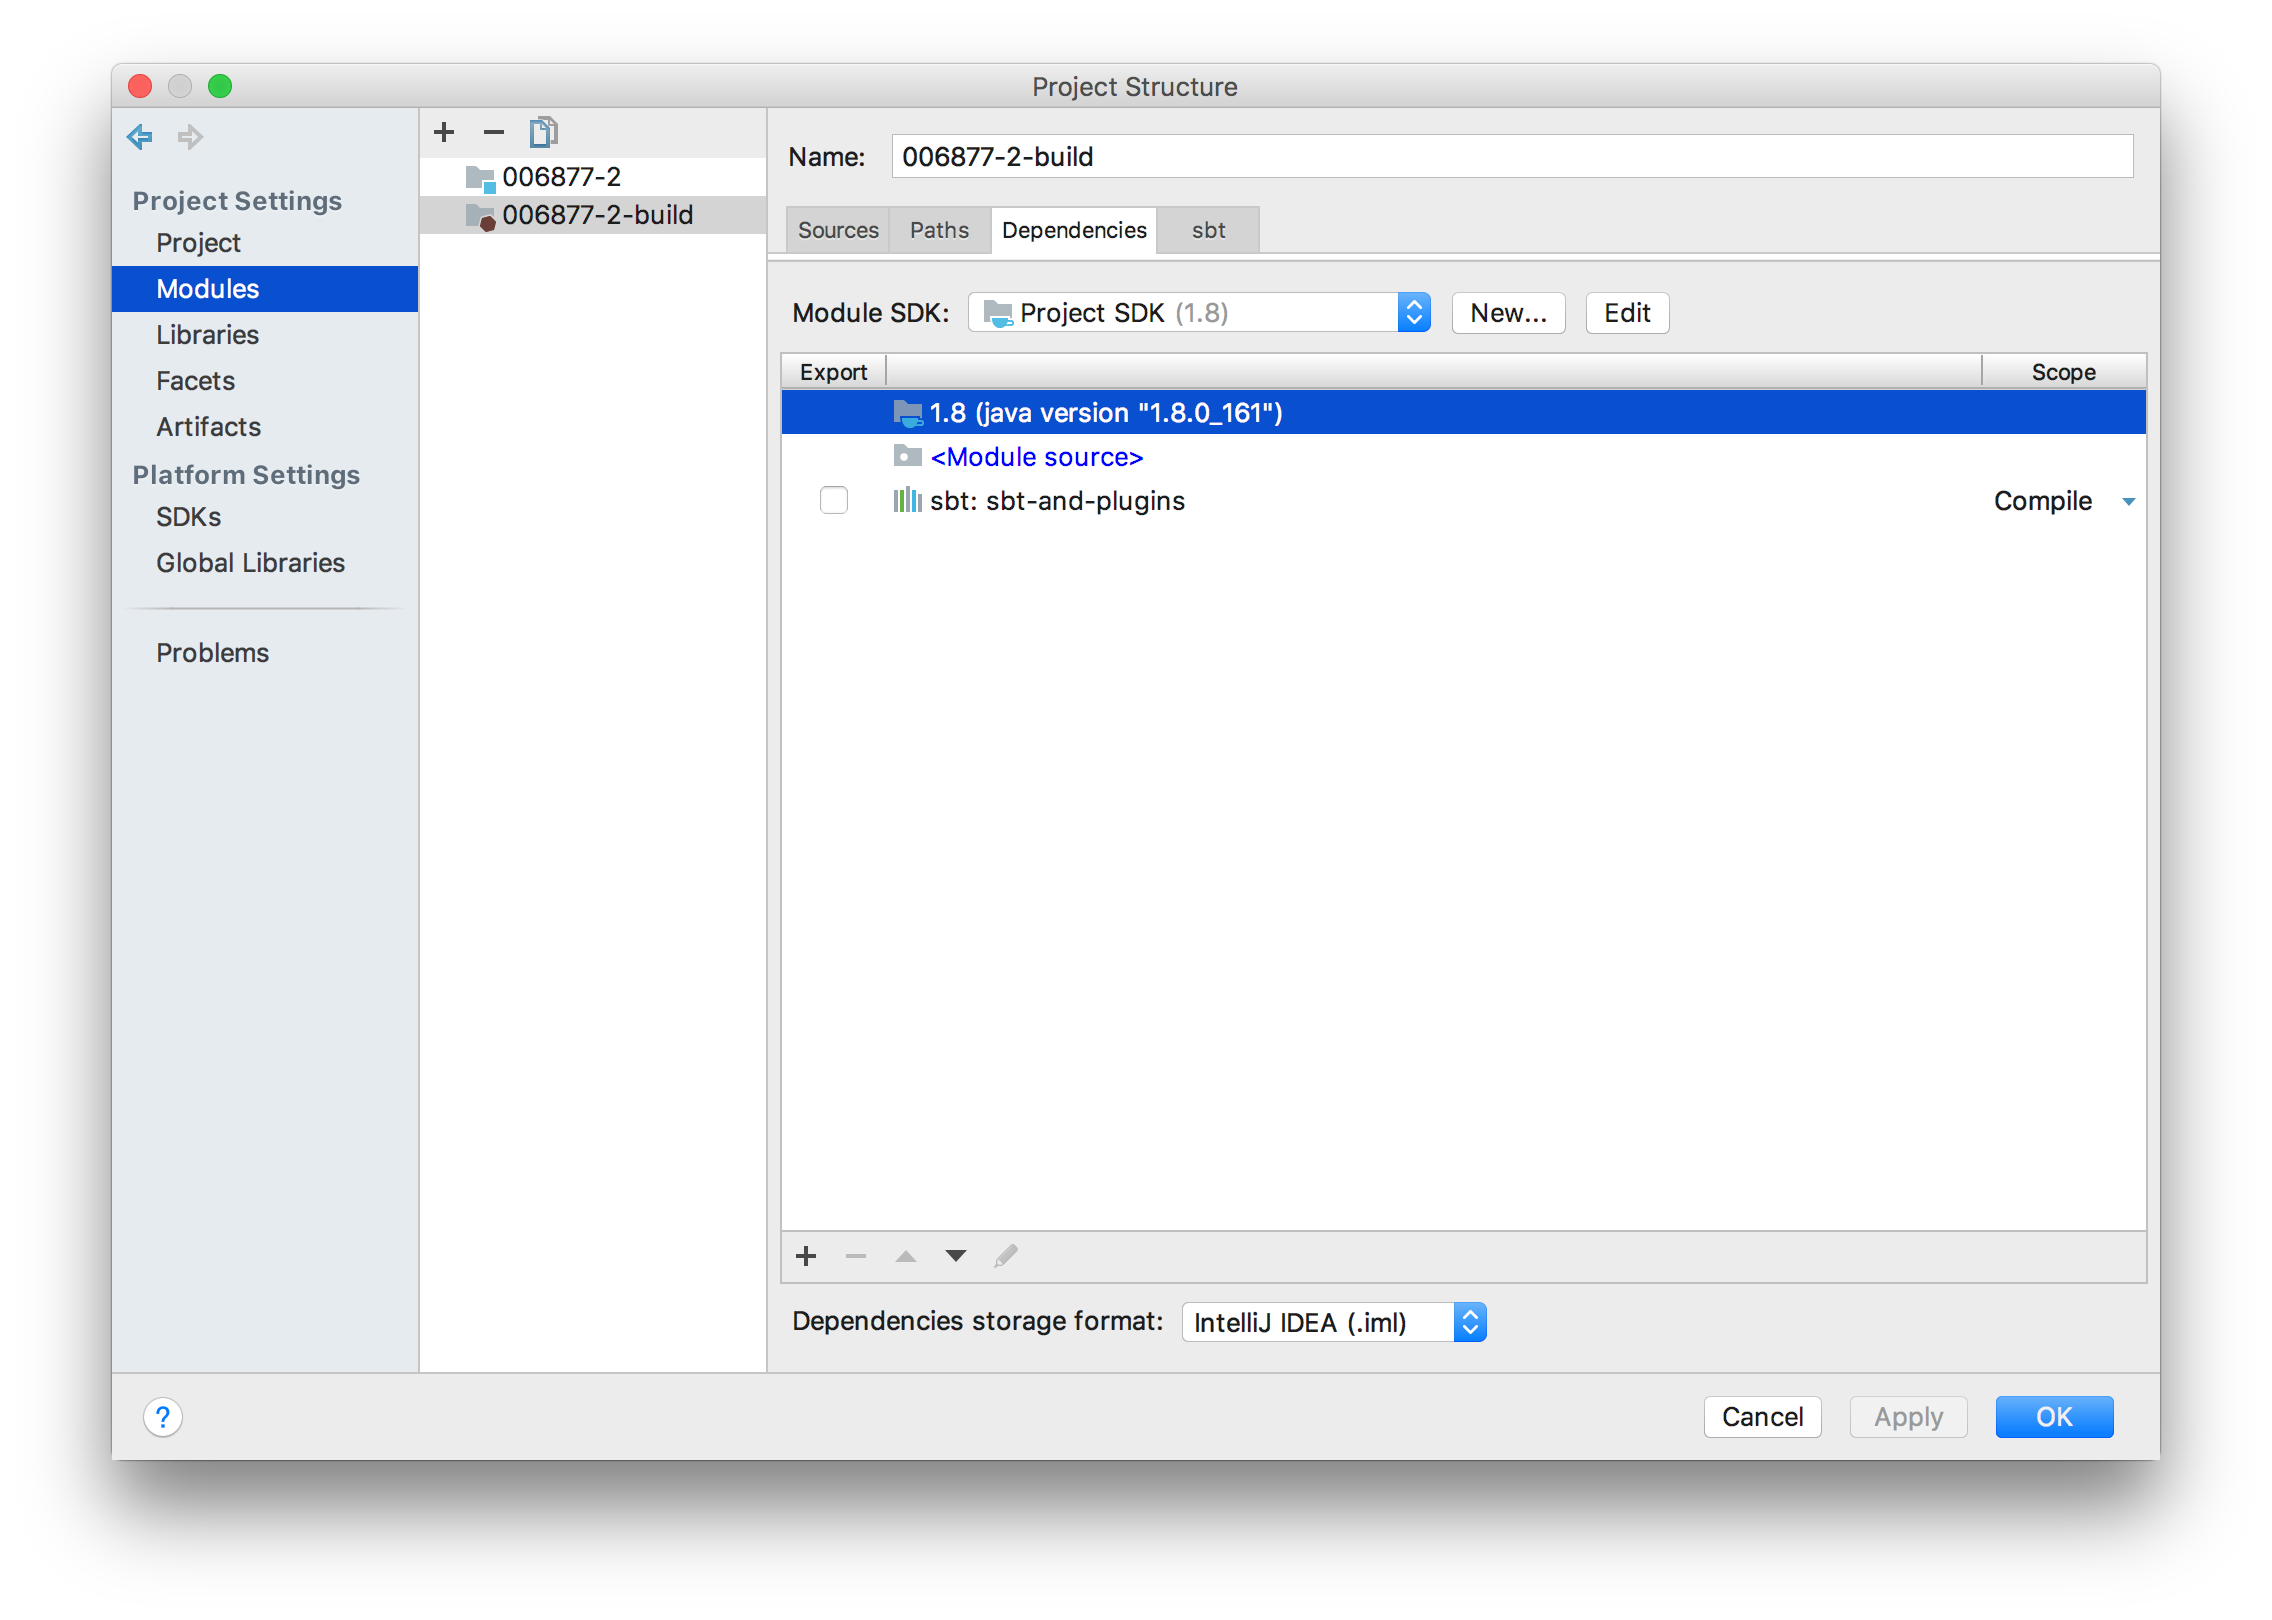 Project Structure
Project Settings
Project
Modules
Libraries
Facets
Artifacts
Platform Settings
SDKs
Global Libraries
Problems
006877-2
006877-2-build
Name: 006877-2-build
Sources Paths Dependencies sbt
Module SDK: Project SDK (1.8) New... Edit
Export Scope
1.8 (java version "1.8.0_161")
<Module source>
sbt: sbt-and-plugins Compile
Dependencies storage format: IntelliJ IDEA (.iml)
? Cancel Apply OK